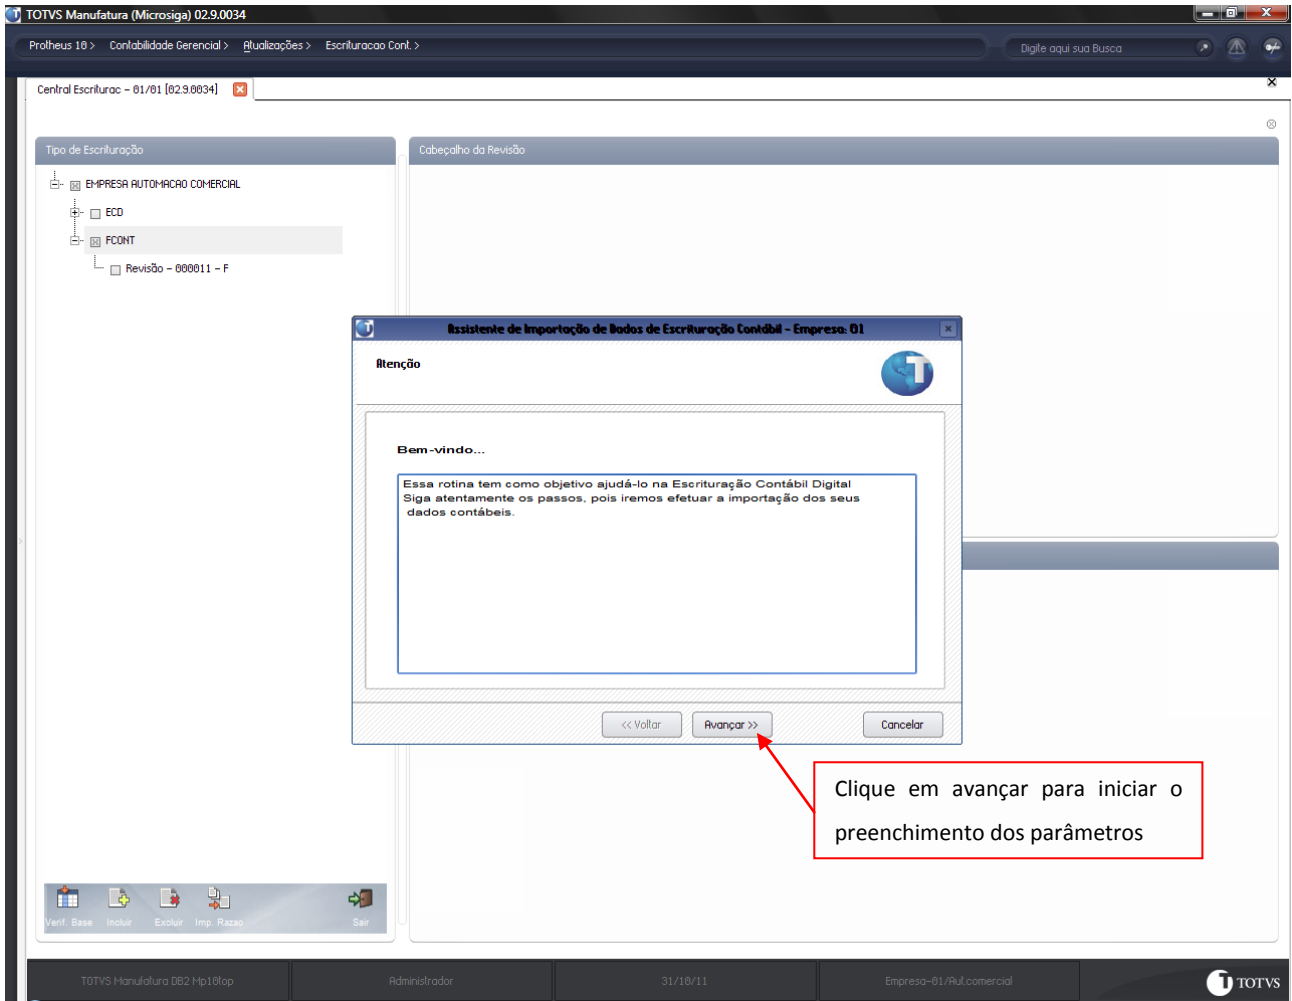 TOTVS Manufatura (Microsiga) 02.9.0034
Protheus 10 > Contabilidade Gerencial > Atualizações > Escrituracao Cont. >
Digite aqui sua Busca
Central Escriturac - 01/01 [02.9.0034]
Tipo de Escrituração
Cabeçalho da Revisão
EMPRESA AUTOMACAO COMERCIAL
ECD
FCONT
Revisão - 000011 - F
Assistente de Importação de Dados de Escrituração Contábil - Empresa: 01
Atenção
Bem-vindo...
Essa rotina tem como objetivo ajudá-lo na Escrituração Contábil Digital
Siga atentamente os passos, pois iremos efetuar a importação dos seus
dados contábeis.
<< Voltar
Avançar >>
Cancelar
Clique em avançar para iniciar o
preenchimento dos parâmetros
Verif. Base Incluir Excluir Imp. Razao Sair
TOTVS Manufatura DB2 Mp10top
Administrador
31/10/11
Empresa-01/Aut.comercial
TOTVS